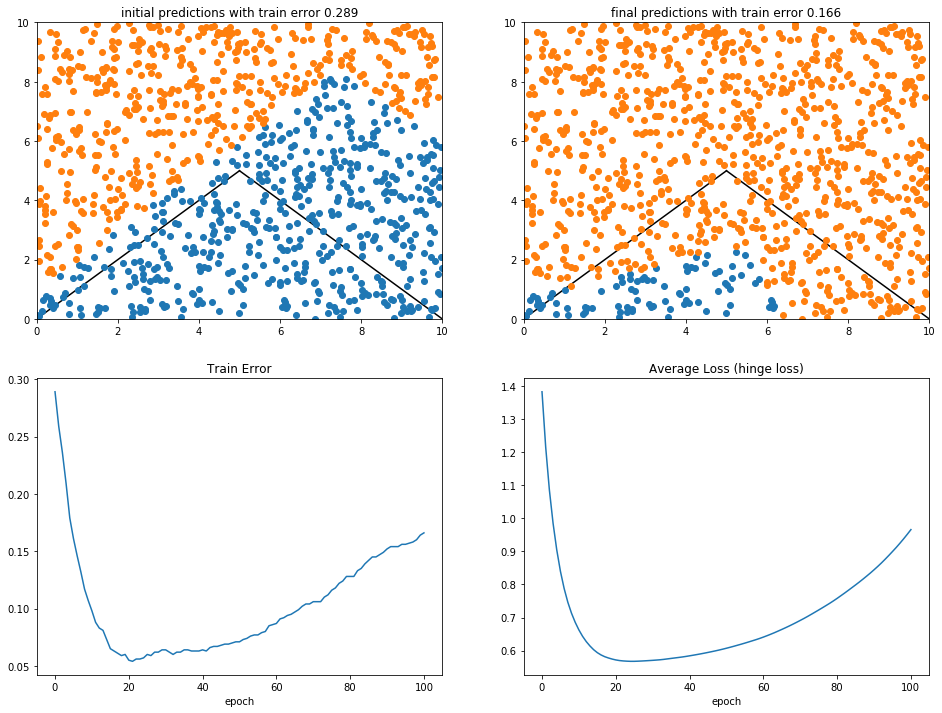 initial predictions with train error 0.289
10
8
6
4
2
0
0 2 4 6 8 10
final predictions with train error 0.166
10
8
6
4
2
0
0 2 4 6 8 10
Train Error
0.30
0.25
0.20
0.15
0.10
0.05
0 20 40 60 80 100
epoch
Average Loss (hinge loss)
1.4
1.3
1.2
1.1
1.0
0.9
0.8
0.7
0.6
0 20 40 60 80 100
epoch